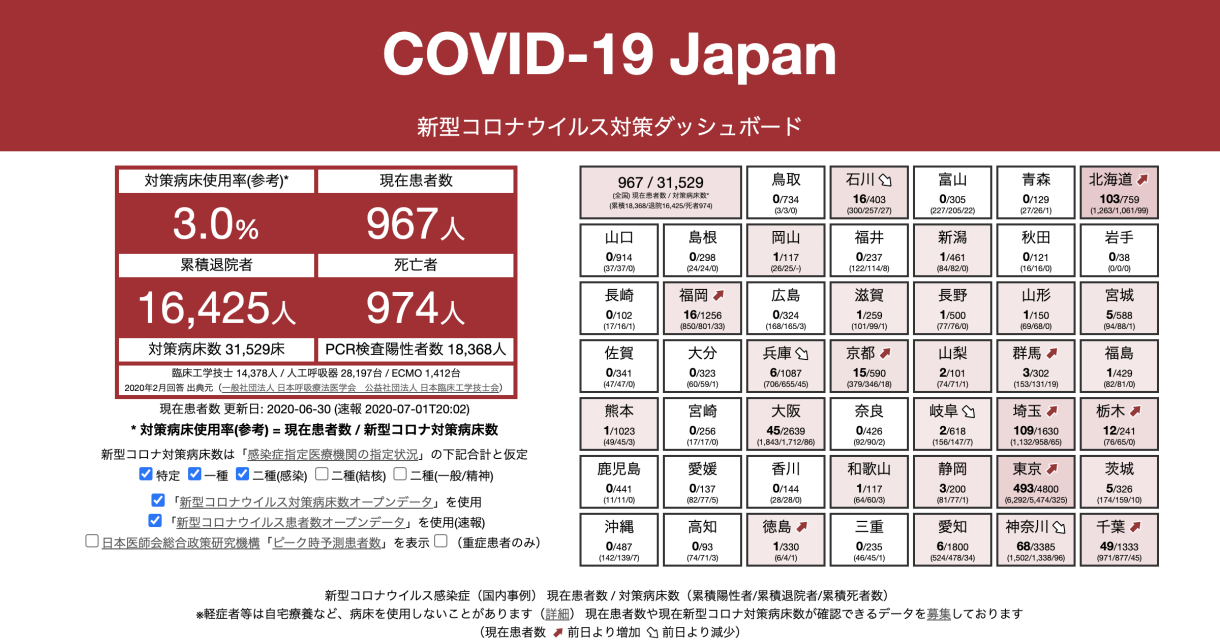 COVID-19 Japan
新型コロナウイルス対策ダッシュボード
対策病床使用率(参考)* 現在患者数
3.0% 967人
累積退院者 死亡者
16,425人 974人
対策病床数 31,529床 PCR検査陽性者数 18,368人
臨床工学技士 14,378人 / 人工呼吸器 28,197台 / ECMO 1,412台
2020年2月回答 出典元（一般社団法人 日本呼吸療法医学会　公益社団法人 日本臨床工学技士会）
現在患者数 更新日: 2020-06-30 (速報 2020-07-01T20:02)
* 対策病床使用率(参考) = 現在患者数 / 新型コロナ対策病床数
新型コロナ対策病床数は「感染症指定医療機関の指定状況」の下記合計と仮定
特定 一種 二種(感染) 二種(結核) 二種(一般/精神)
「新型コロナウイルス対策病床数オープンデータ」を使用
「新型コロナウイルス患者数オープンデータ」を使用(速報)
日本医師会総合政策研究機構「ピーク時予測患者数」を表示 （重症患者のみ）
967 / 31,529
(全国) 現在患者数 / 対策病床数*
(累積18,368/退院16,425/死者974)
鳥取 石川 富山 青森 北海道
0/734 16/403 0/305 0/129 103/759
(3/3/0) (300/257/27) (227/205/22) (27/26/1) (1,263/1,061/99)
山口 島根 岡山 福井 新潟 秋田 岩手
0/914 0/298 1/117 0/237 1/461 0/121 0/38
(37/37/0) (24/24/0) (26/25/-) (122/114/8) (84/82/0) (16/16/0) (0/0/0)
長崎 福岡 広島 滋賀 長野 山形 宮城
0/102 16/1256 0/324 1/259 1/500 1/150 5/588
(17/16/1) (850/801/33) (168/165/3) (101/99/1) (77/76/0) (69/68/0) (94/88/1)
佐賀 大分 兵庫 京都 山梨 群馬 福島
0/341 0/323 6/1087 15/590 2/101 3/302 1/429
(47/47/0) (60/59/1) (706/655/45) (379/346/18) (74/71/1) (153/131/19) (82/81/0)
熊本 宮崎 大阪 奈良 岐阜 埼玉 栃木
1/1023 0/256 45/2639 0/426 2/618 109/1630 12/241
(49/45/3) (17/17/0) (1,843/1,712/86) (92/90/2) (156/147/7) (1,132/958/65) (76/65/0)
鹿児島 愛媛 香川 和歌山 静岡 東京 茨城
0/441 0/137 0/144 1/117 3/200 493/4800 5/326
(11/11/0) (82/77/5) (28/28/0) (64/60/3) (81/77/1) (6,292/5,474/325) (174/159/10)
沖縄 高知 徳島 三重 愛知 神奈川 千葉
0/487 0/93 1/330 0/235 6/1800 68/3385 49/1333
(142/139/7) (74/71/3) (6/4/1) (46/45/1) (524/478/34) (1,502/1,338/96) (971/877/45)
新型コロナウイルス感染症（国内事例） 現在患者数 / 対策病床数（累積陽性者/累積退院者/累積死者数）
※軽症者等は自宅療養など、病床を使用しないことがあります（詳細） 現在患者数や現在新型コロナ対策病床数が確認できるデータを募集しております
（現在患者数 前日より増加 前日より減少）